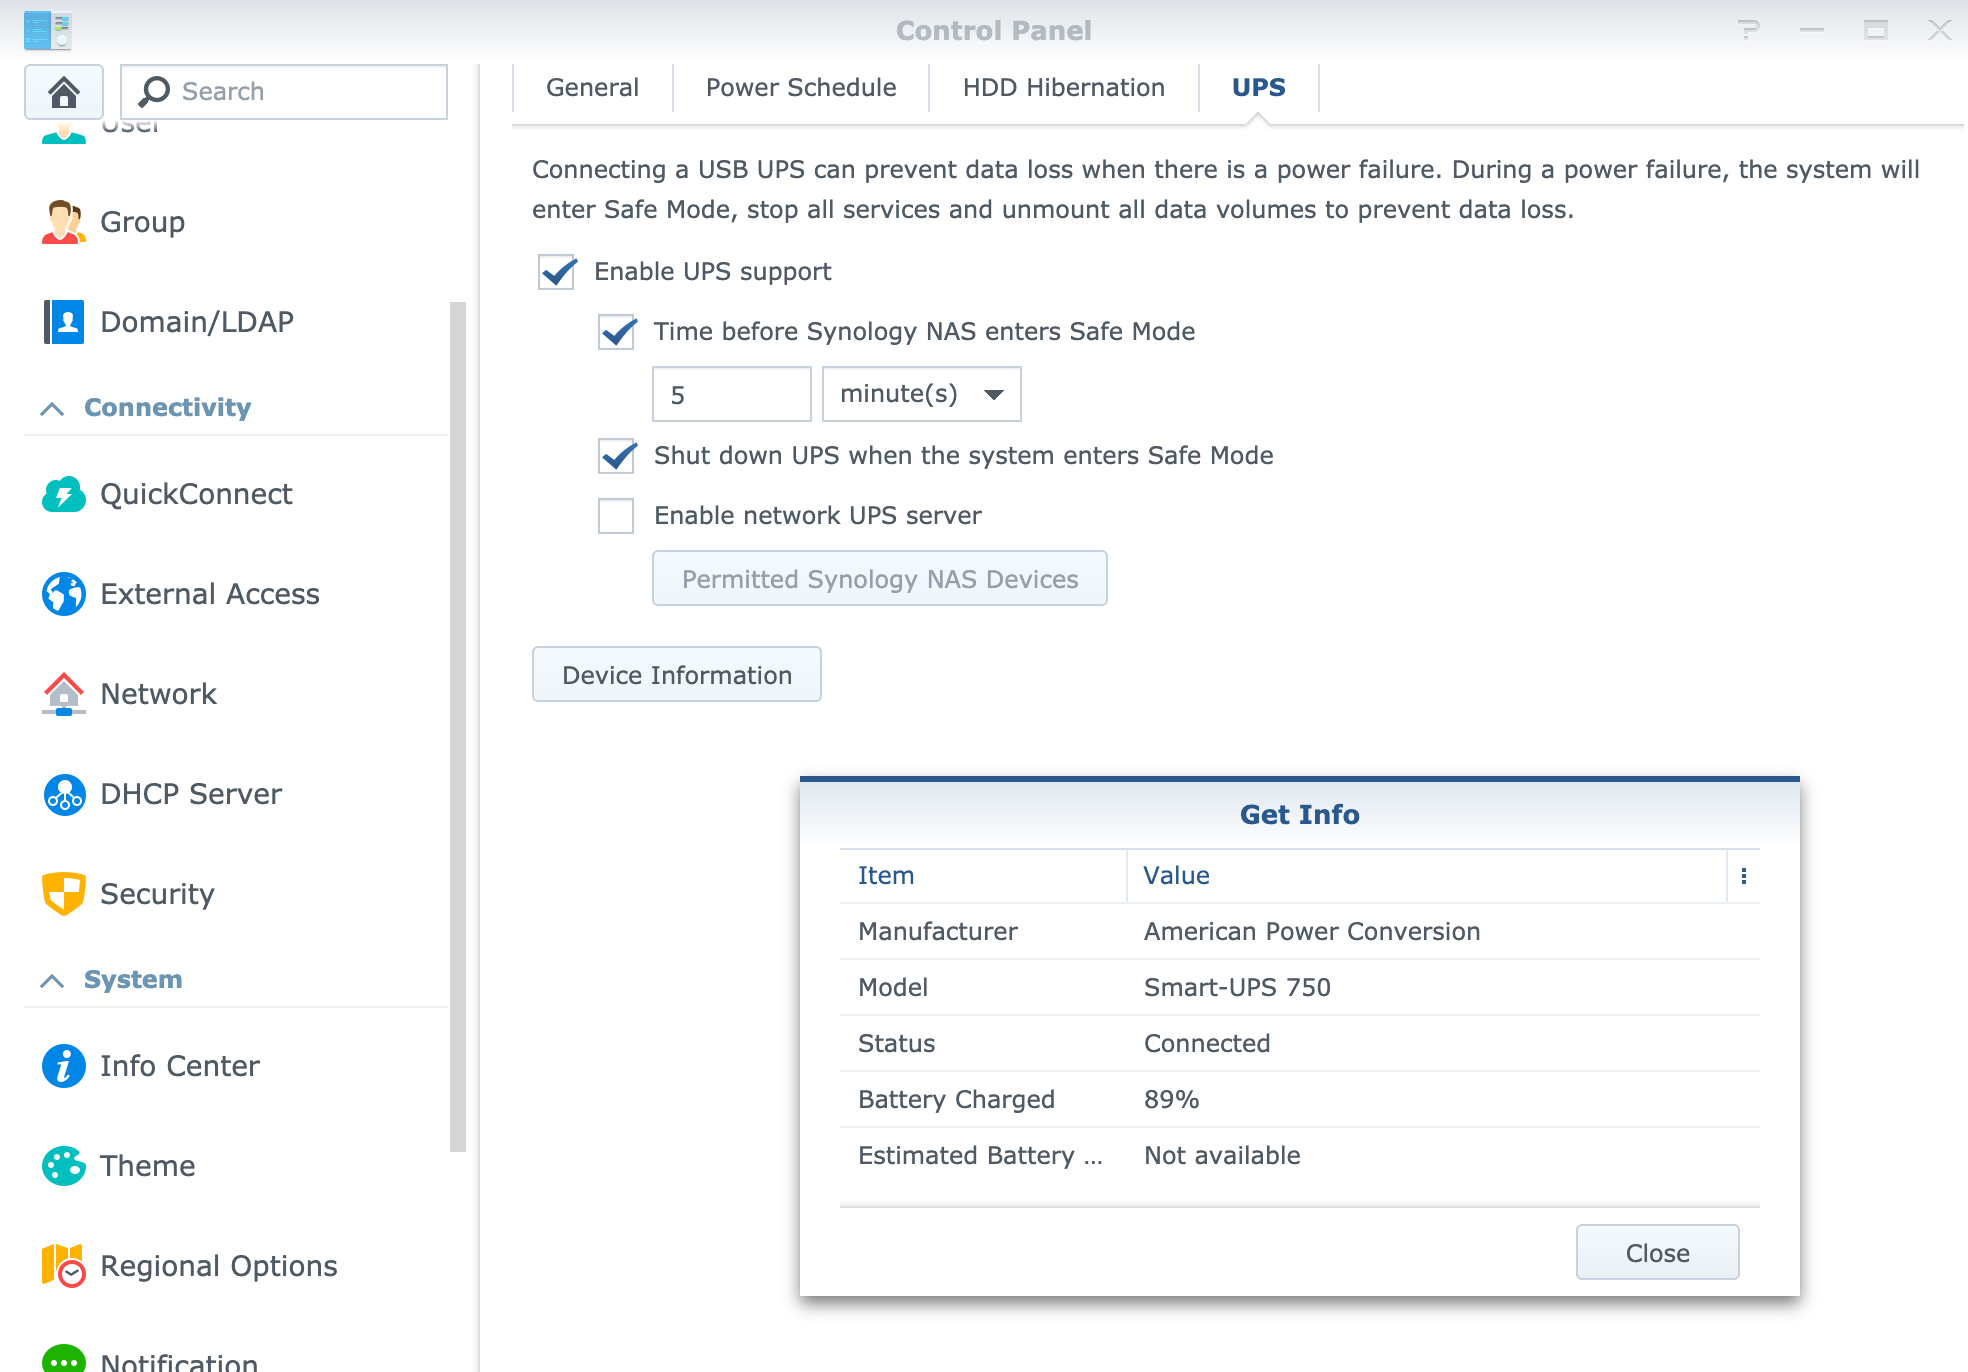 Control Panel
Search
User
Group
Domain/LDAP
Connectivity
QuickConnect
External Access
Network
DHCP Server
Security
System
Info Center
Theme
Regional Options
Notification
General
Power Schedule
HDD Hibernation
UPS
Connecting a USB UPS can prevent data loss when there is a power failure. During a power failure, the system will
enter Safe Mode, stop all services and unmount all data volumes to prevent data loss.
Enable UPS support
Time before Synology NAS enters Safe Mode
5 minute(s)
Shut down UPS when the system enters Safe Mode
Enable network UPS server
Permitted Synology NAS Devices
Device Information
Get Info
Item Value
Manufacturer American Power Conversion
Model Smart-UPS 750
Status Connected
Battery Charged 89%
Estimated Battery ... Not available
Close